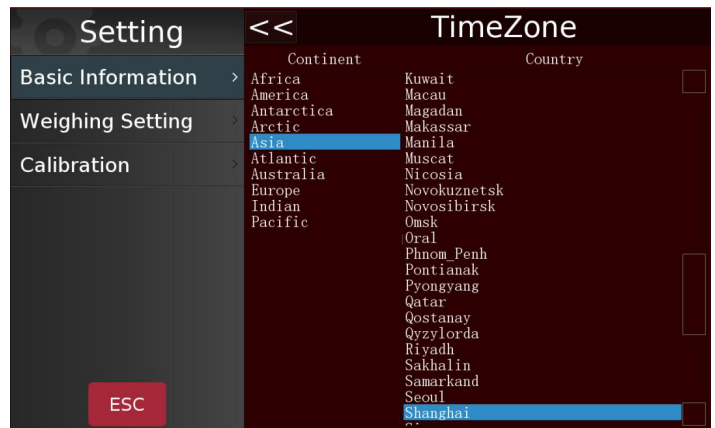 Setting
Basic Information >
Weighing Setting >
Calibration >
ESC
<< TimeZone
Continent Country
Africa
America
Antarctica
Arctic
Asia
Atlantic
Australia
Europe
Indian
Pacific
Kuwait
Macau
Magadan
Makassar
Manila
Muscat
Nicosia
Novokuznetsk
Novosibirsk
Omsk
Oral
Phnom_Penh
Pontianak
Pyongyang
Qatar
Qostanay
Qyzylorda
Riyadh
Sakhalin
Samarkand
Seoul
Shanghai